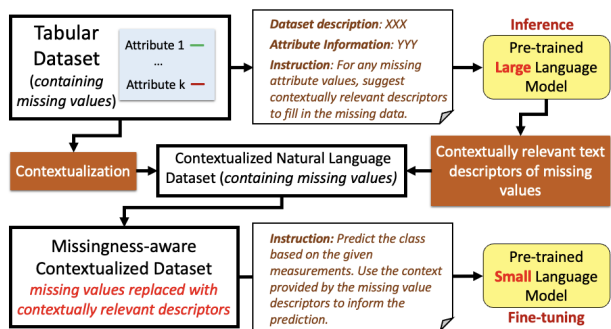 Tabular
Dataset
(containing
missing values)
Attribute 1
...
Attribute k
Dataset description: XXX
Attribute Information: YYY
Instruction: For any missing
attribute values, suggest
contextually relevant descriptors
to fill in the missing data.
Inference
Pre-trained
Large Language
Model
Contextualization
Contextualized Natural Language
Dataset (containing missing values)
Contextually relevant text
descriptors of missing
values
Missingness-aware
Contextualized Dataset
missing values replaced with
contextually relevant descriptors
Instruction: Predict the class
based on the given
measurements. Use the context
provided by the missing value
descriptors to inform the
prediction.
Pre-trained
Small Language
Model
Fine-tuning